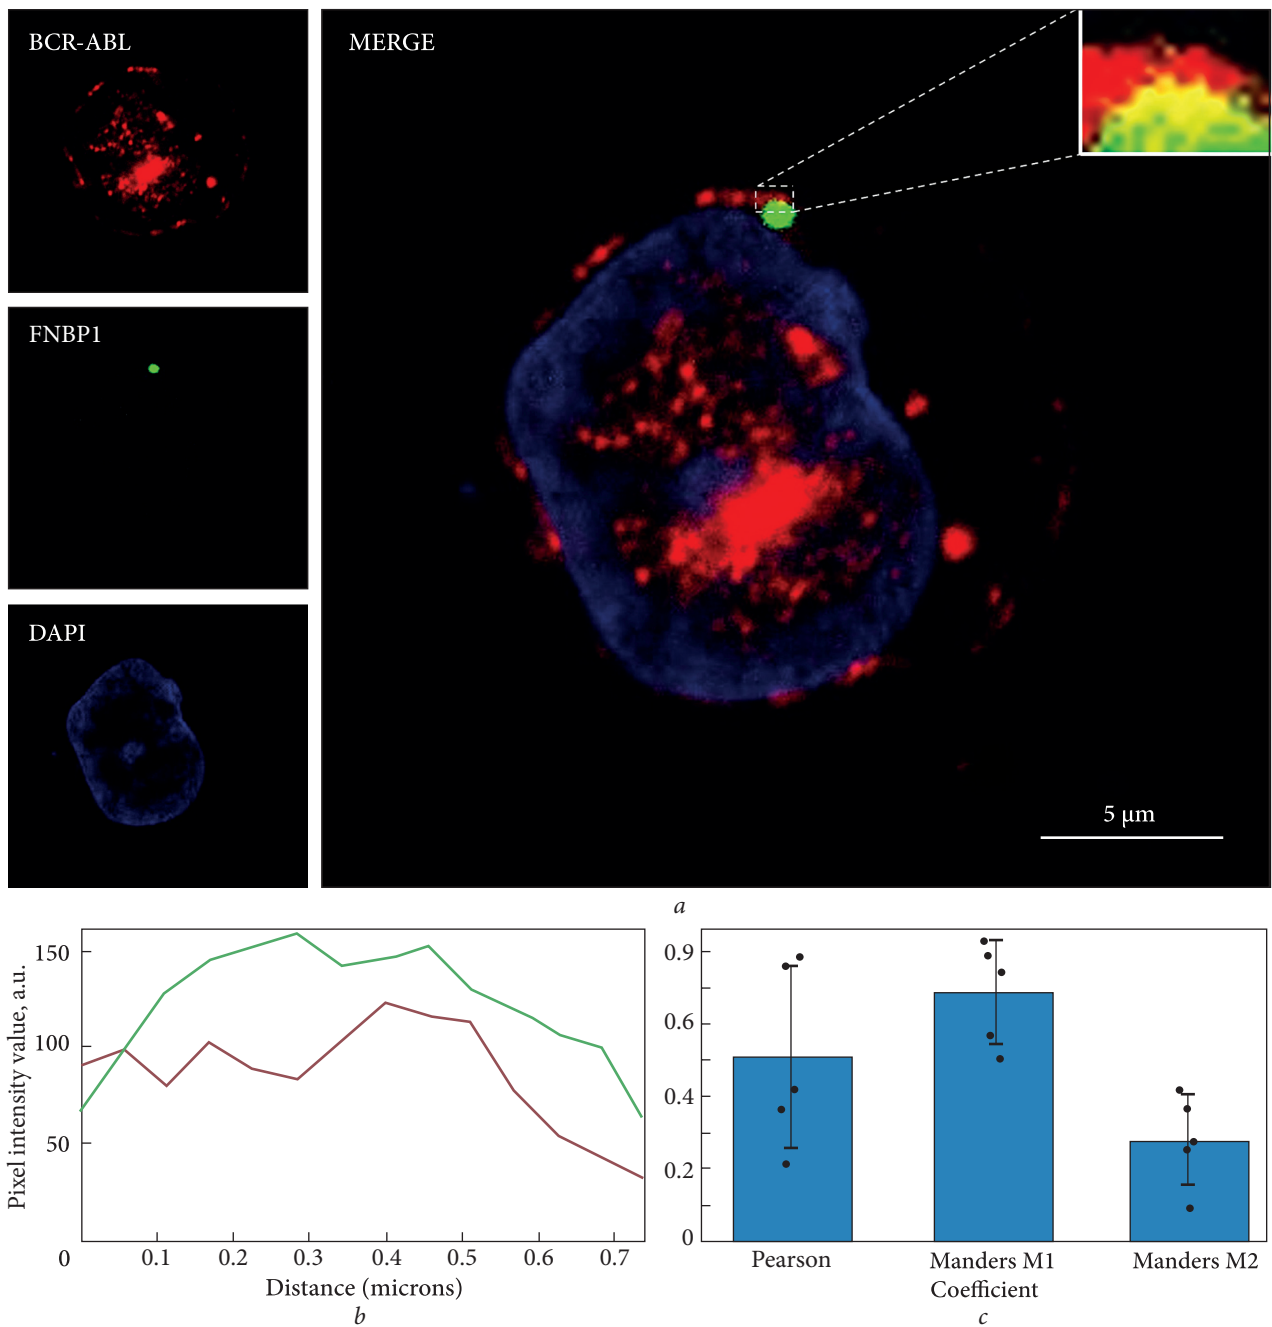 BCR-ABL
MERGE
FNBP1
DAPI
5 μm
a
Pixel intensity value, a.u.
150
100
50
0
0.1
0.2
0.3
0.4
0.5
0.6
0.7
Distance (microns)
b
0.9
0.6
0.4
0.2
0
Pearson
Manders M1
Manders M2
Coefficient
c